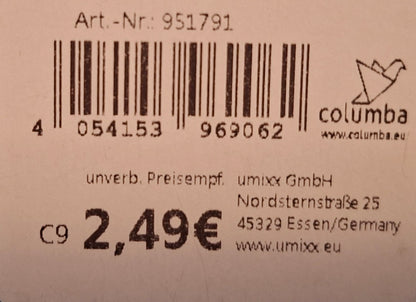 Art.-Nr.: 951791
4 054153 969062
columba
www.columba.eu
unverb. Preisempf.
C9 2,49€
umixx GmbH
Nordsternstraße 25
45329 Essen/Germany
www.umixx.eu